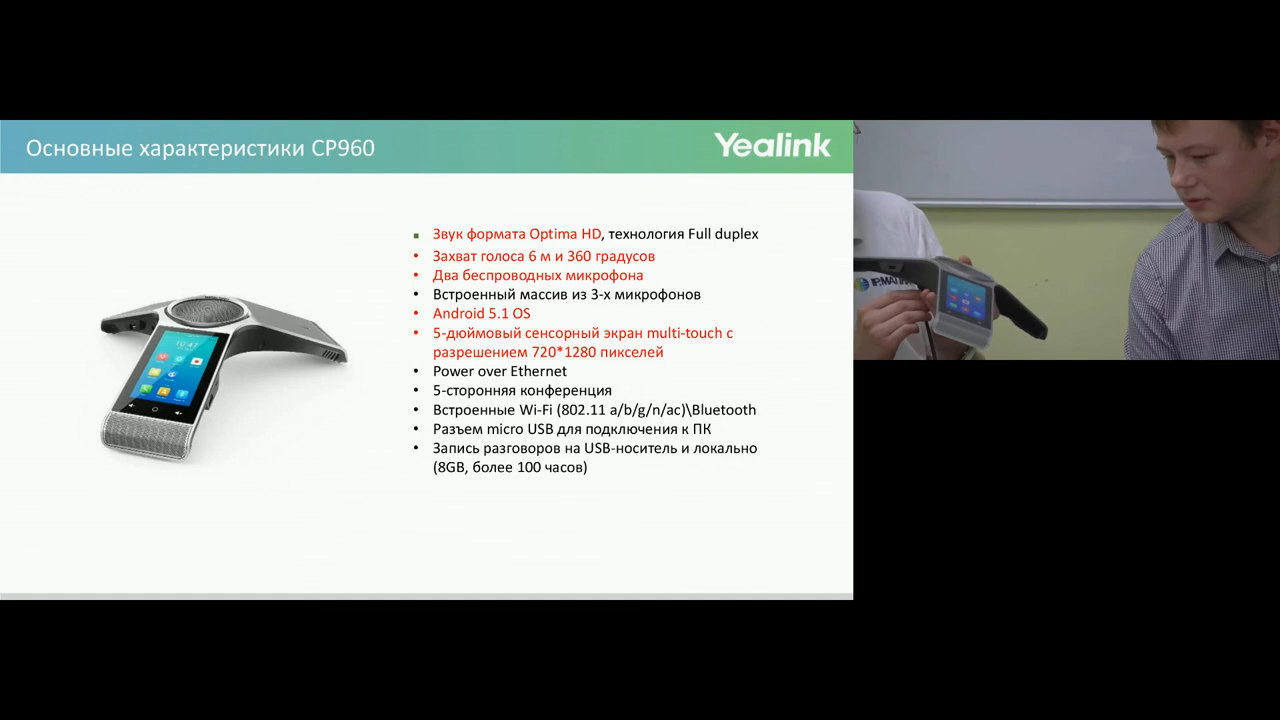 Основные характеристики CP960
Yealink
Звук формата Optima HD, технология Full duplex
Захват голоса 6 м и 360 градусов
Два беспроводных микрофона
Встроенный массив из 3-х микрофонов
Android 5.1 OS
5-дюймовый сенсорный экран multi-touch с
разрешением 720*1280 пикселей
Power over Ethernet
5-сторонняя конференция
Встроенные Wi-Fi (802.11 a/b/g/n/ac)\Bluetooth
Разъем micro USB для подключения к ПК
Запись разговоров на USB-носитель и локально
(8GB, более 100 часов)
10:47